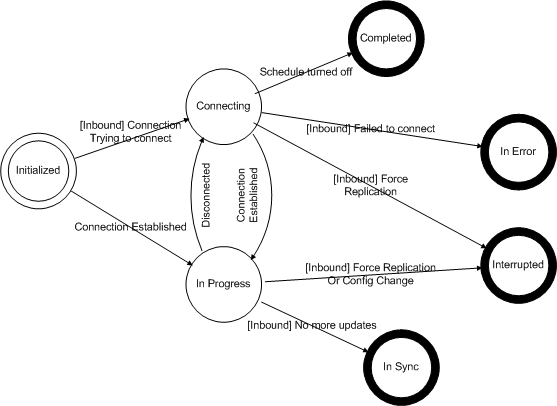 Completed
Schedule turned off
Connecting
[Inbound] Connection
Trying to connect
[Inbound] Failed to connect
In Error
Initialized
[Inbound] Force
Replication
Disconnected
Connection
Established
Connection Established
[Inbound] Force Replication
Or Config Change
Interrupted
In Progress
[Inbound] No more updates
In Sync